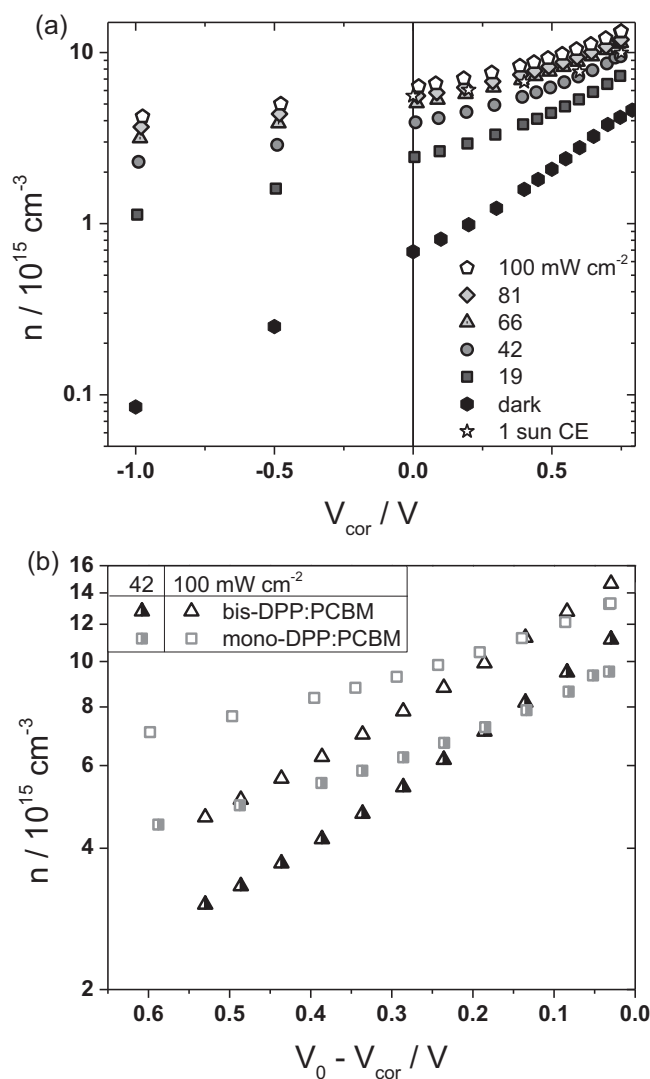 (a)
n / 10¹⁵ cm⁻³
10
1
0.1
100 mW cm⁻²
81
66
42
19
dark
1 sun CE
-1.0 -0.5 0.0 0.5
V_cor / V
(b)
n / 10¹⁵ cm⁻³
16
14
12
10
8
6
4
2
42 100 mW cm⁻²
bis-DPP:PCBM
mono-DPP:PCBM
0.6 0.5 0.4 0.3 0.2 0.1 0.0
V₀ - V_cor / V